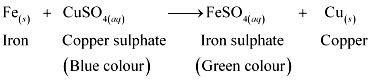 Fe(s) + CuSO4(aq) ⟶ FeSO4(aq) + Cu(s)
Iron Copper sulphate Iron sulphate Copper
(Blue colour) (Green colour)